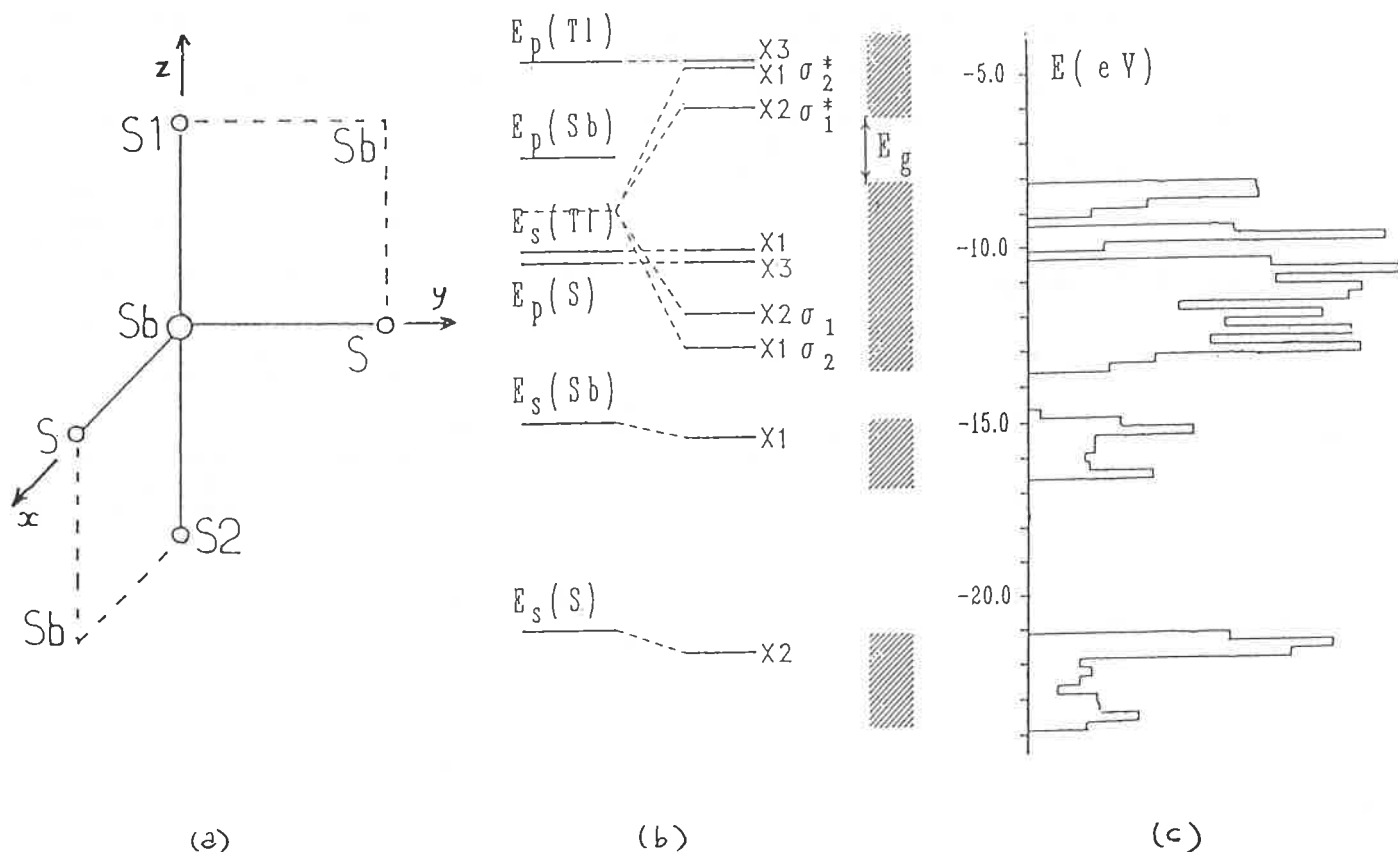 z
S1
Sb
Sb
y
S
S
x
S2
Sb
(a)
E_p(Tl)
E_p(Sb)
E_s(Tl)
E_p(S)
E_s(Sb)
E_s(S)
X3
X1 σ*_2
X2 σ*_1
X1
X3
X2 σ_1
X1 σ_2
X1
X2
E_g
(b)
E(eV)
-5.0
-10.0
-15.0
-20.0
(c)